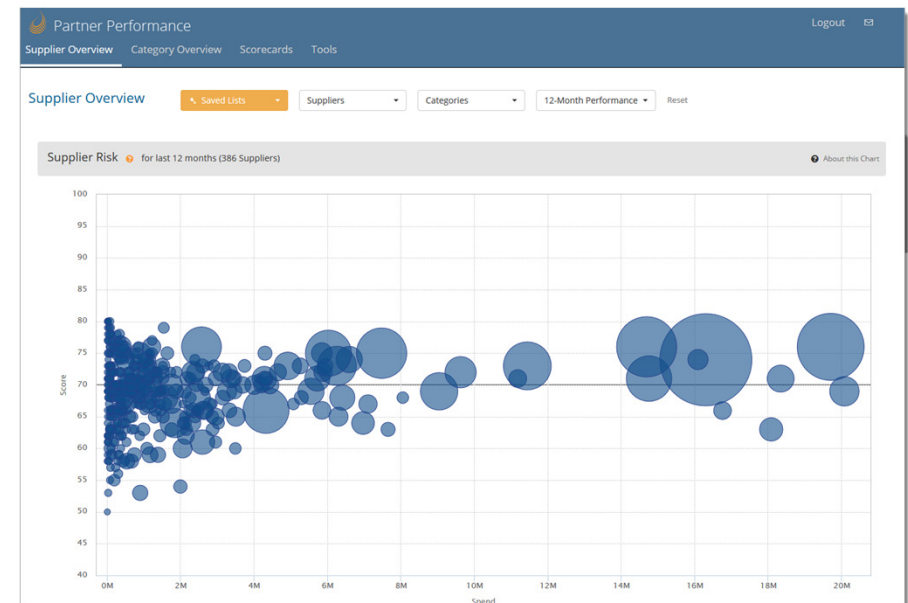 Partner Performance
Logout
Supplier Overview Category Overview Scorecards Tools
Supplier Overview
Saved Lists
Suppliers
Categories
12-Month Performance
Reset
Supplier Risk ? for last 12 months (386 Suppliers)
? About this Chart
100
95
90
85
80
75
70
65
60
55
50
45
40
Score
0M 2M 4M 6M 8M 10M 12M 14M 16M 18M 20M
Spend